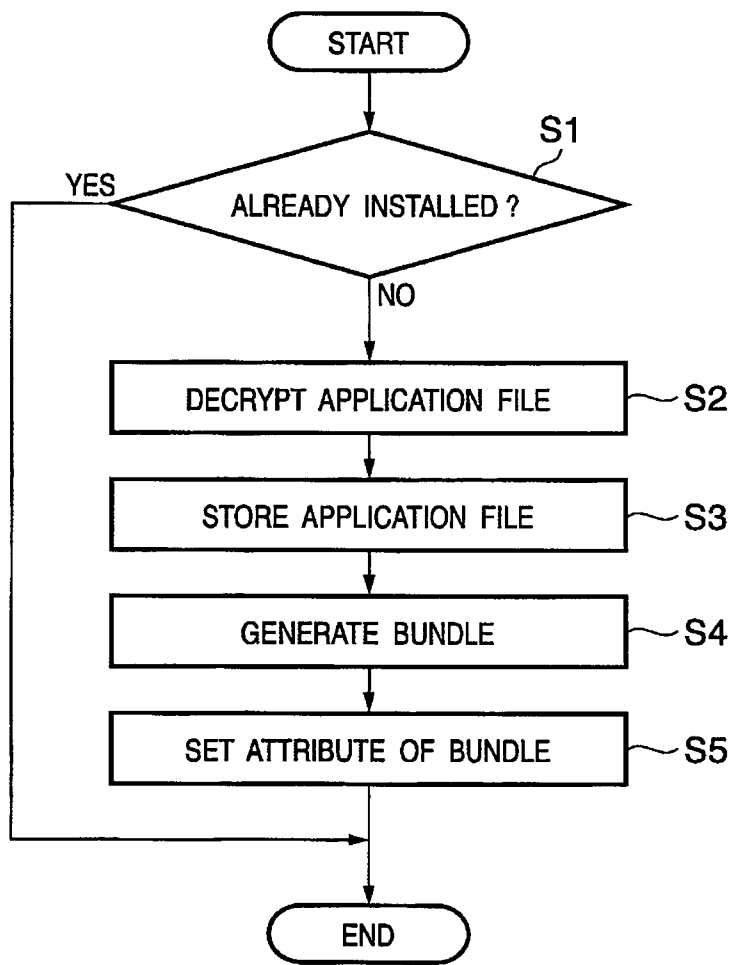 START
S1
YES
ALREADY INSTALLED ?
NO
DECRYPT APPLICATION FILE
S2
STORE APPLICATION FILE
S3
GENERATE BUNDLE
S4
SET ATTRIBUTE OF BUNDLE
S5
END